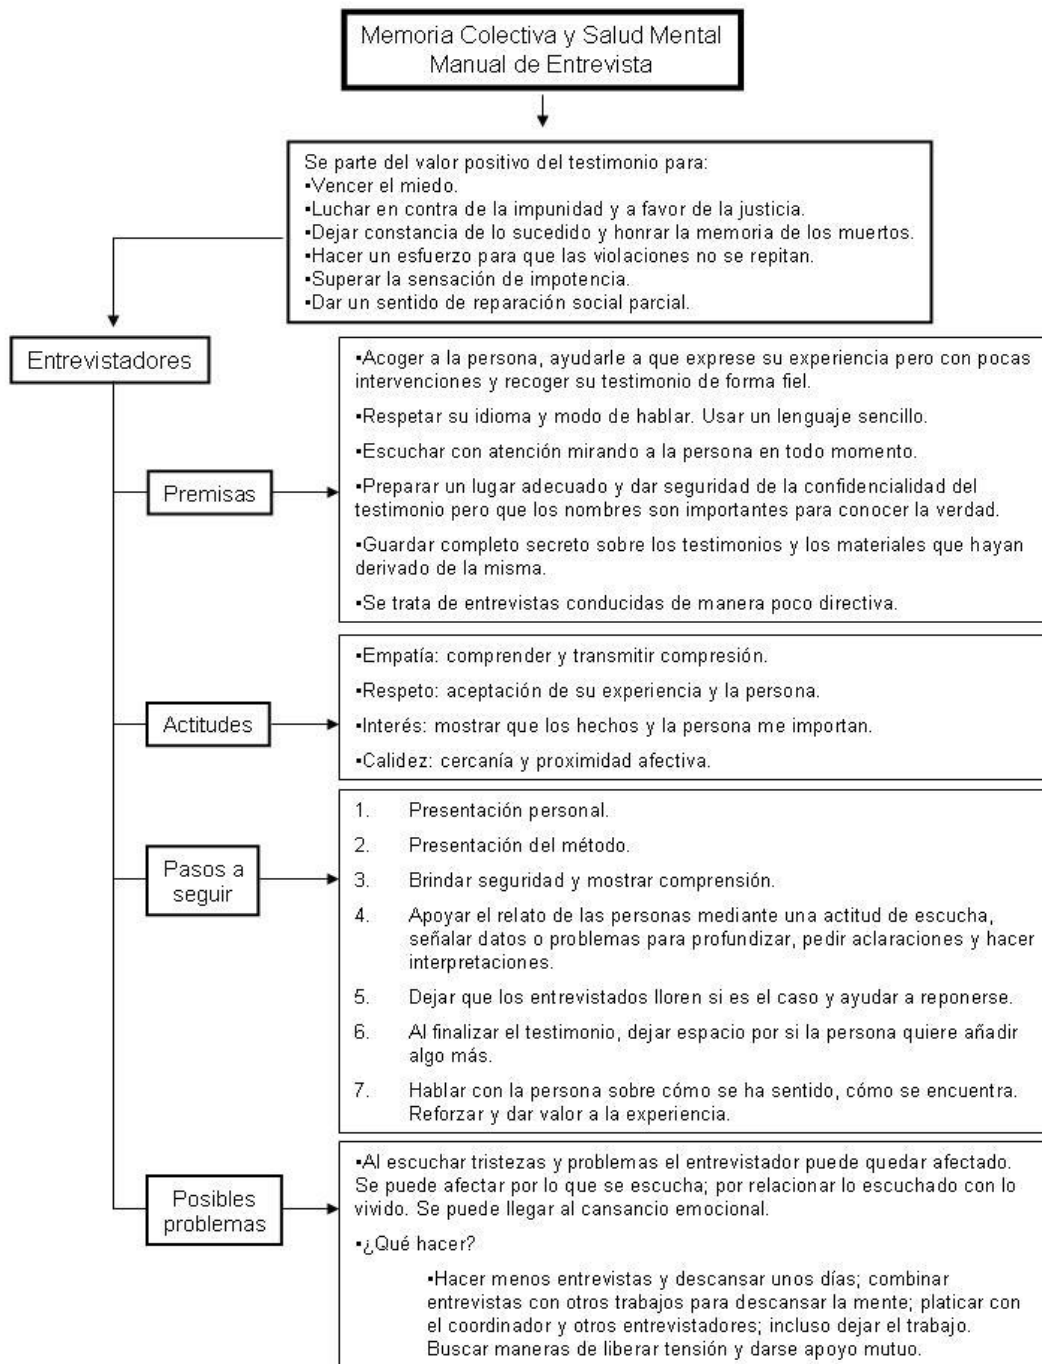 Memoria Colectiva y Salud Mental
Manual de Entrevista
Se parte del valor positivo del testimonio para:
▪Vencer el miedo.
▪Luchar en contra de la impunidad y a favor de la justicia.
▪Dejar constancia de lo sucedido y honrar la memoria de los muertos.
▪Hacer un esfuerzo para que las violaciones no se repitan.
▪Superar la sensación de impotencia.
▪Dar un sentido de reparación social parcial.
Entrevistadores
▪Acoger a la persona, ayudarle a que exprese su experiencia pero con pocas
intervenciones y recoger su testimonio de forma fiel.
▪Respetar su idioma y modo de hablar. Usar un lenguaje sencillo.
▪Escuchar con atención mirando a la persona en todo momento.
Premisas
▪Preparar un lugar adecuado y dar seguridad de la confidencialidad del
testimonio pero que los nombres son importantes para conocer la verdad.
▪Guardar completo secreto sobre los testimonios y los materiales que hayan
derivado de la misma.
▪Se trata de entrevistas conducidas de manera poco directiva.
▪Empatía: comprender y transmitir compresión.
▪Respeto: aceptación de su experiencia y la persona.
Actitudes
▪Interés: mostrar que los hechos y la persona me importan.
▪Calidez: cercanía y proximidad afectiva.
1. Presentación personal.
2. Presentación del método.
Pasos a
seguir
3. Brindar seguridad y mostrar comprensión.
4. Apoyar el relato de las personas mediante una actitud de escucha,
señalar datos o problemas para profundizar, pedir aclaraciones y hacer
interpretaciones.
5. Dejar que los entrevistados lloren si es el caso y ayudar a reponerse.
6. Al finalizar el testimonio, dejar espacio por si la persona quiere añadir
algo más.
7. Hablar con la persona sobre cómo se ha sentido, cómo se encuentra.
Reforzar y dar valor a la experiencia.
Posibles
problemas
▪Al escuchar tristezas y problemas el entrevistador puede quedar afectado.
Se puede afectar por lo que se escucha; por relacionar lo escuchado con lo
vivido. Se puede llegar al cansancio emocional.
▪¿Qué hacer?
▪Hacer menos entrevistas y descansar unos días; combinar
entrevistas con otros trabajos para descansar la mente; platicar con
el coordinador y otros entrevistadores; incluso dejar el trabajo.
Buscar maneras de liberar tensión y darse apoyo mutuo.